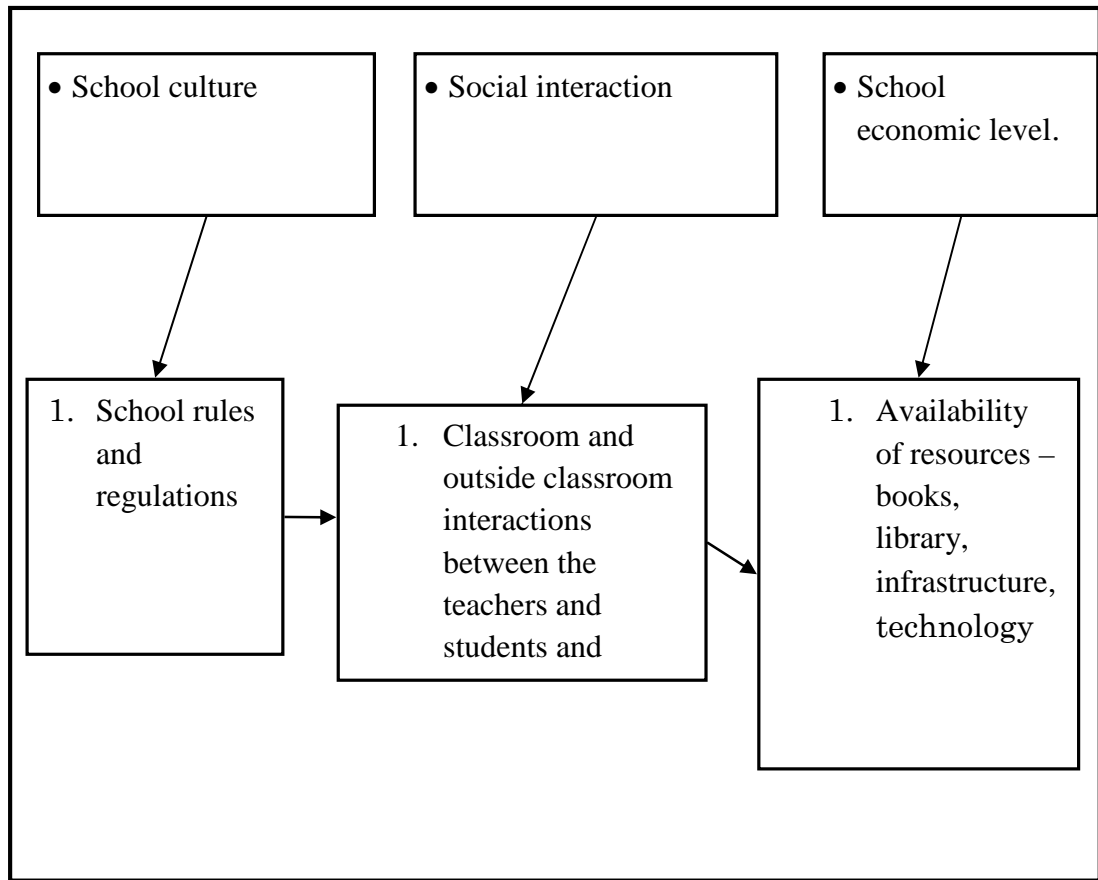 • School culture
• Social interaction
• School
economic level.
1. School rules
and
regulations
1. Classroom and
outside classroom
interactions
between the
teachers and
students and
1. Availability
of resources –
books,
library,
infrastructure,
technology